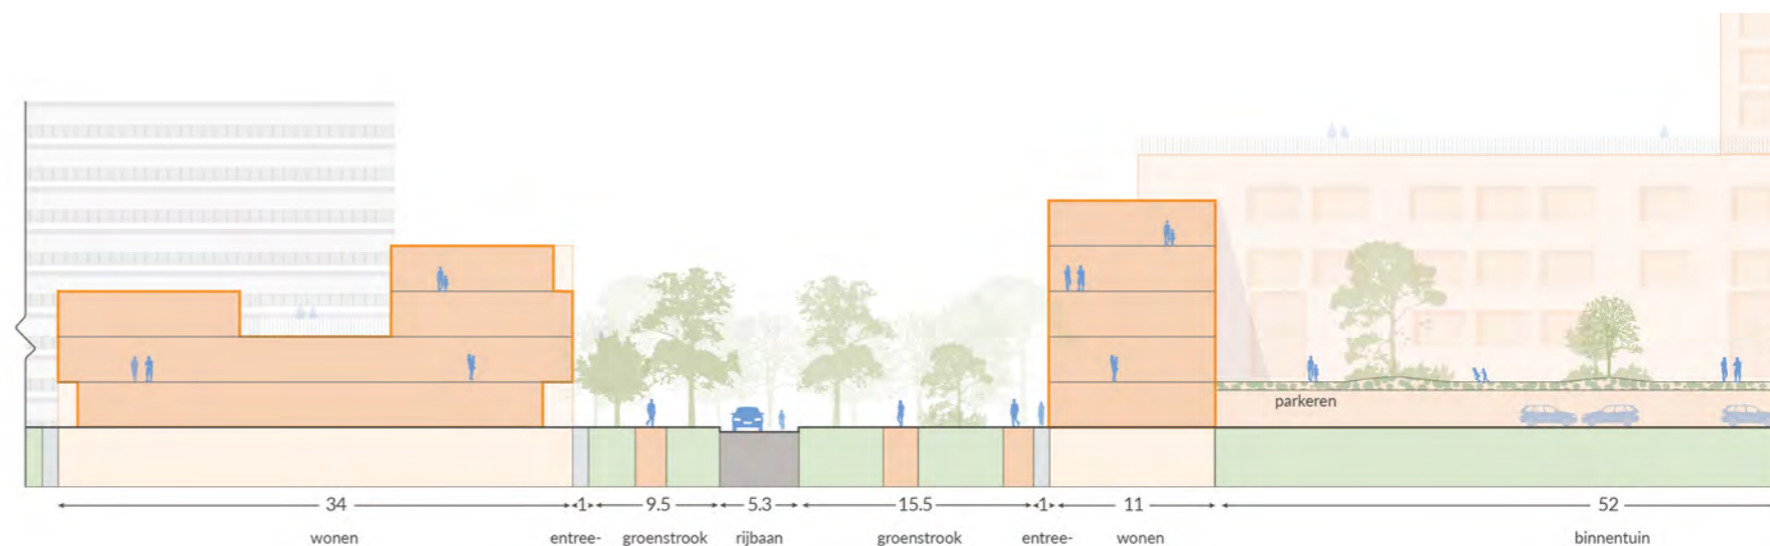 parkeren
34 1 9.5 5.3 15.5 1 11 52
wonen entree- groenstrook rijbaan groenstrook entree- wonen binnentuin